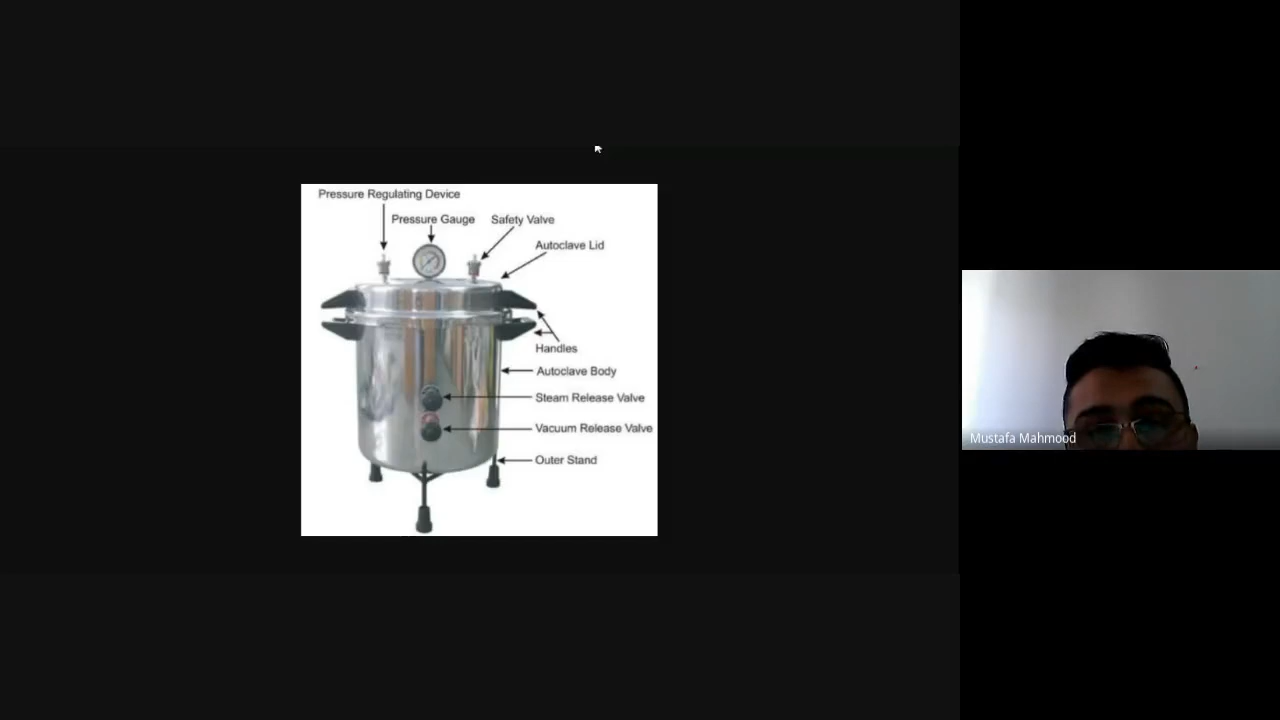 Pressure Regulating Device
Pressure Gauge
Safety Valve
Autoclave Lid
Handles
Autoclave Body
Steam Release Valve
Vacuum Release Valve
Outer Stand
Mustafa Mahmood